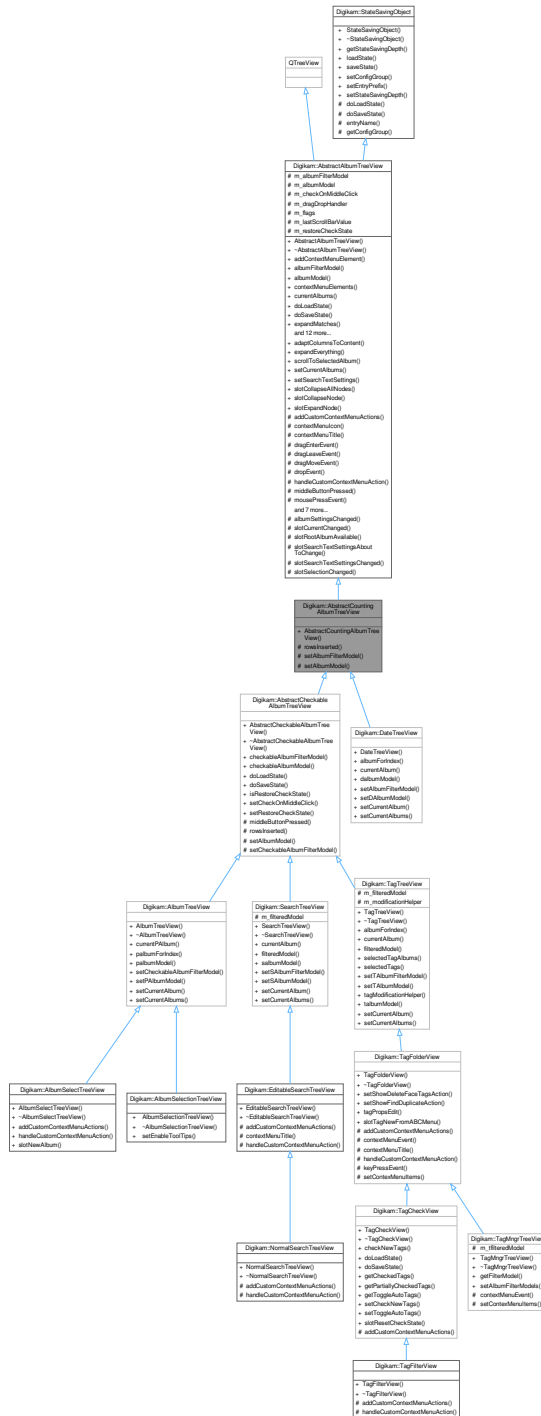 Digikam::StateSavingObject
+ StateSavingObject()
+ ~StateSavingObject()
+ getStateSavingDepth()
+ loadState()
+ saveState()
+ setConfigGroup()
+ setEntryPrefix()
+ setStateSavingDepth()
# doLoadState()
# doSaveState()
# entryName()
# getConfigGroup()
QTreeView
Digikam::AbstractAlbumTreeView
# m_albumFilterModel
# m_albumModel
# m_checkOnMiddleClick
# m_dragDropHandler
# m_flags
# m_lastScrollBarValue
# m_restoreCheckState
+ AbstractAlbumTreeView()
+ ~AbstractAlbumTreeView()
+ addContextMenuElement()
+ albumFilterModel()
+ albumModel()
+ contextMenuElements()
+ currentAlbums()
+ doLoadState()
+ doSaveState()
+ expandMatches()
and 12 more...
+ adaptColumnsToContent()
+ expandEverything()
+ scrollToSelectedAlbum()
+ setCurrentAlbums()
+ setSearchTextSettings()
+ slotCollapseAllNodes()
+ slotCollapseNode()
+ slotExpandNode()
# addCustomContextMenuActions()
# contextMenuIcon()
# contextMenuTitle()
# dragEnterEvent()
# dragLeaveEvent()
# dragMoveEvent()
# dropEvent()
# handleCustomContextMenuAction()
# middleButtonPressed()
# mousePressEvent()
and 7 more...
# albumSettingsChanged()
# slotCurrentChanged()
# slotRootAlbumAvailable()
# slotSearchTextSettingsAbout
ToChange()
# slotSearchTextSettingsChanged()
# slotSelectionChanged()
Digikam::AbstractCounting
AlbumTreeView
+ AbstractCountingAlbumTree
View()
# rowsInserted()
# setAlbumFilterModel()
# setAlbumModel()
Digikam::AbstractCheckable
AlbumTreeView
+ AbstractCheckableAlbumTree
View()
+ ~AbstractCheckableAlbumTree
View()
+ checkableAlbumFilterModel()
+ checkableAlbumModel()
+ doLoadState()
+ doSaveState()
+ isRestoreCheckState()
+ setCheckOnMiddleClick()
+ setRestoreCheckState()
# middleButtonPressed()
# rowsInserted()
# setAlbumModel()
# setCheckableAlbumFilterModel()
Digikam::DateTreeView
+ DateTreeView()
+ albumForIndex()
+ currentAlbum()
+ dalbumModel()
+ setAlbumFilterModel()
+ setDAlbumModel()
+ setCurrentAlbum()
+ setCurrentAlbums()
Digikam::AlbumTreeView
+ AlbumTreeView()
+ ~AlbumTreeView()
+ currentPAlbum()
+ palbumForIndex()
+ palbumModel()
+ setCheckableAlbumFilterModel()
+ setPAlbumModel()
+ setCurrentAlbum()
+ setCurrentAlbums()
Digikam::SearchTreeView
# m_filteredModel
+ SearchTreeView()
+ ~SearchTreeView()
+ currentAlbum()
+ filteredModel()
+ salbumModel()
+ setSAlbumFilterModel()
+ setSAlbumModel()
+ setCurrentAlbum()
+ setCurrentAlbums()
Digikam::TagTreeView
# m_filteredModel
# m_modificationHelper
+ TagTreeView()
+ ~TagTreeView()
+ albumForIndex()
+ currentAlbum()
+ filteredModel()
+ selectedTagAlbums()
+ selectedTags()
+ setTAlbumFilterModel()
+ setTAlbumModel()
+ tagModificationHelper()
+ talbumModel()
+ setCurrentAlbum()
+ setCurrentAlbums()
Digikam::AlbumSelectTreeView
+ AlbumSelectTreeView()
+ ~AlbumSelectTreeView()
+ addCustomContextMenuActions()
+ handleCustomContextMenuAction()
+ slotNewAlbum()
Digikam::AlbumSelectionTreeView
+ AlbumSelectionTreeView()
+ ~AlbumSelectionTreeView()
+ setEnableToolTips()
Digikam::EditableSearchTreeView
+ EditableSearchTreeView()
+ ~EditableSearchTreeView()
# addCustomContextMenuActions()
# contextMenuTitle()
# handleCustomContextMenuAction()
Digikam::TagFolderView
+ TagFolderView()
+ ~TagFolderView()
+ setShowDeleteFaceTagsAction()
+ setShowFindDuplicateAction()
+ tagPropsEdit()
+ slotTagNewFromABCMenu()
# addCustomContextMenuActions()
# contextMenuEvent()
# contextMenuTitle()
# handleCustomContextMenuAction()
# keyPressEvent()
# setContexMenuItems()
Digikam::NormalSearchTreeView
+ NormalSearchTreeView()
+ ~NormalSearchTreeView()
# addCustomContextMenuActions()
# handleCustomContextMenuAction()
Digikam::TagCheckView
+ TagCheckView()
+ ~TagCheckView()
+ checkNewTags()
+ doLoadState()
+ doSaveState()
+ getCheckedTags()
+ getPartiallyCheckedTags()
+ getToggleAutoTags()
+ setCheckNewTags()
+ setToggleAutoTags()
+ slotResetCheckState()
# addCustomContextMenuActions()
Digikam::TagMngrTreeView
# m_tfilteredModel
+ TagMngrTreeView()
+ ~TagMngrTreeView()
+ getFilterModel()
+ setAlbumFilterModels()
# contextMenuEvent()
# setContexMenuItems()
Digikam::TagFilterView
+ TagFilterView()
+ ~TagFilterView()
# addCustomContextMenuActions()
# handleCustomContextMenuAction()